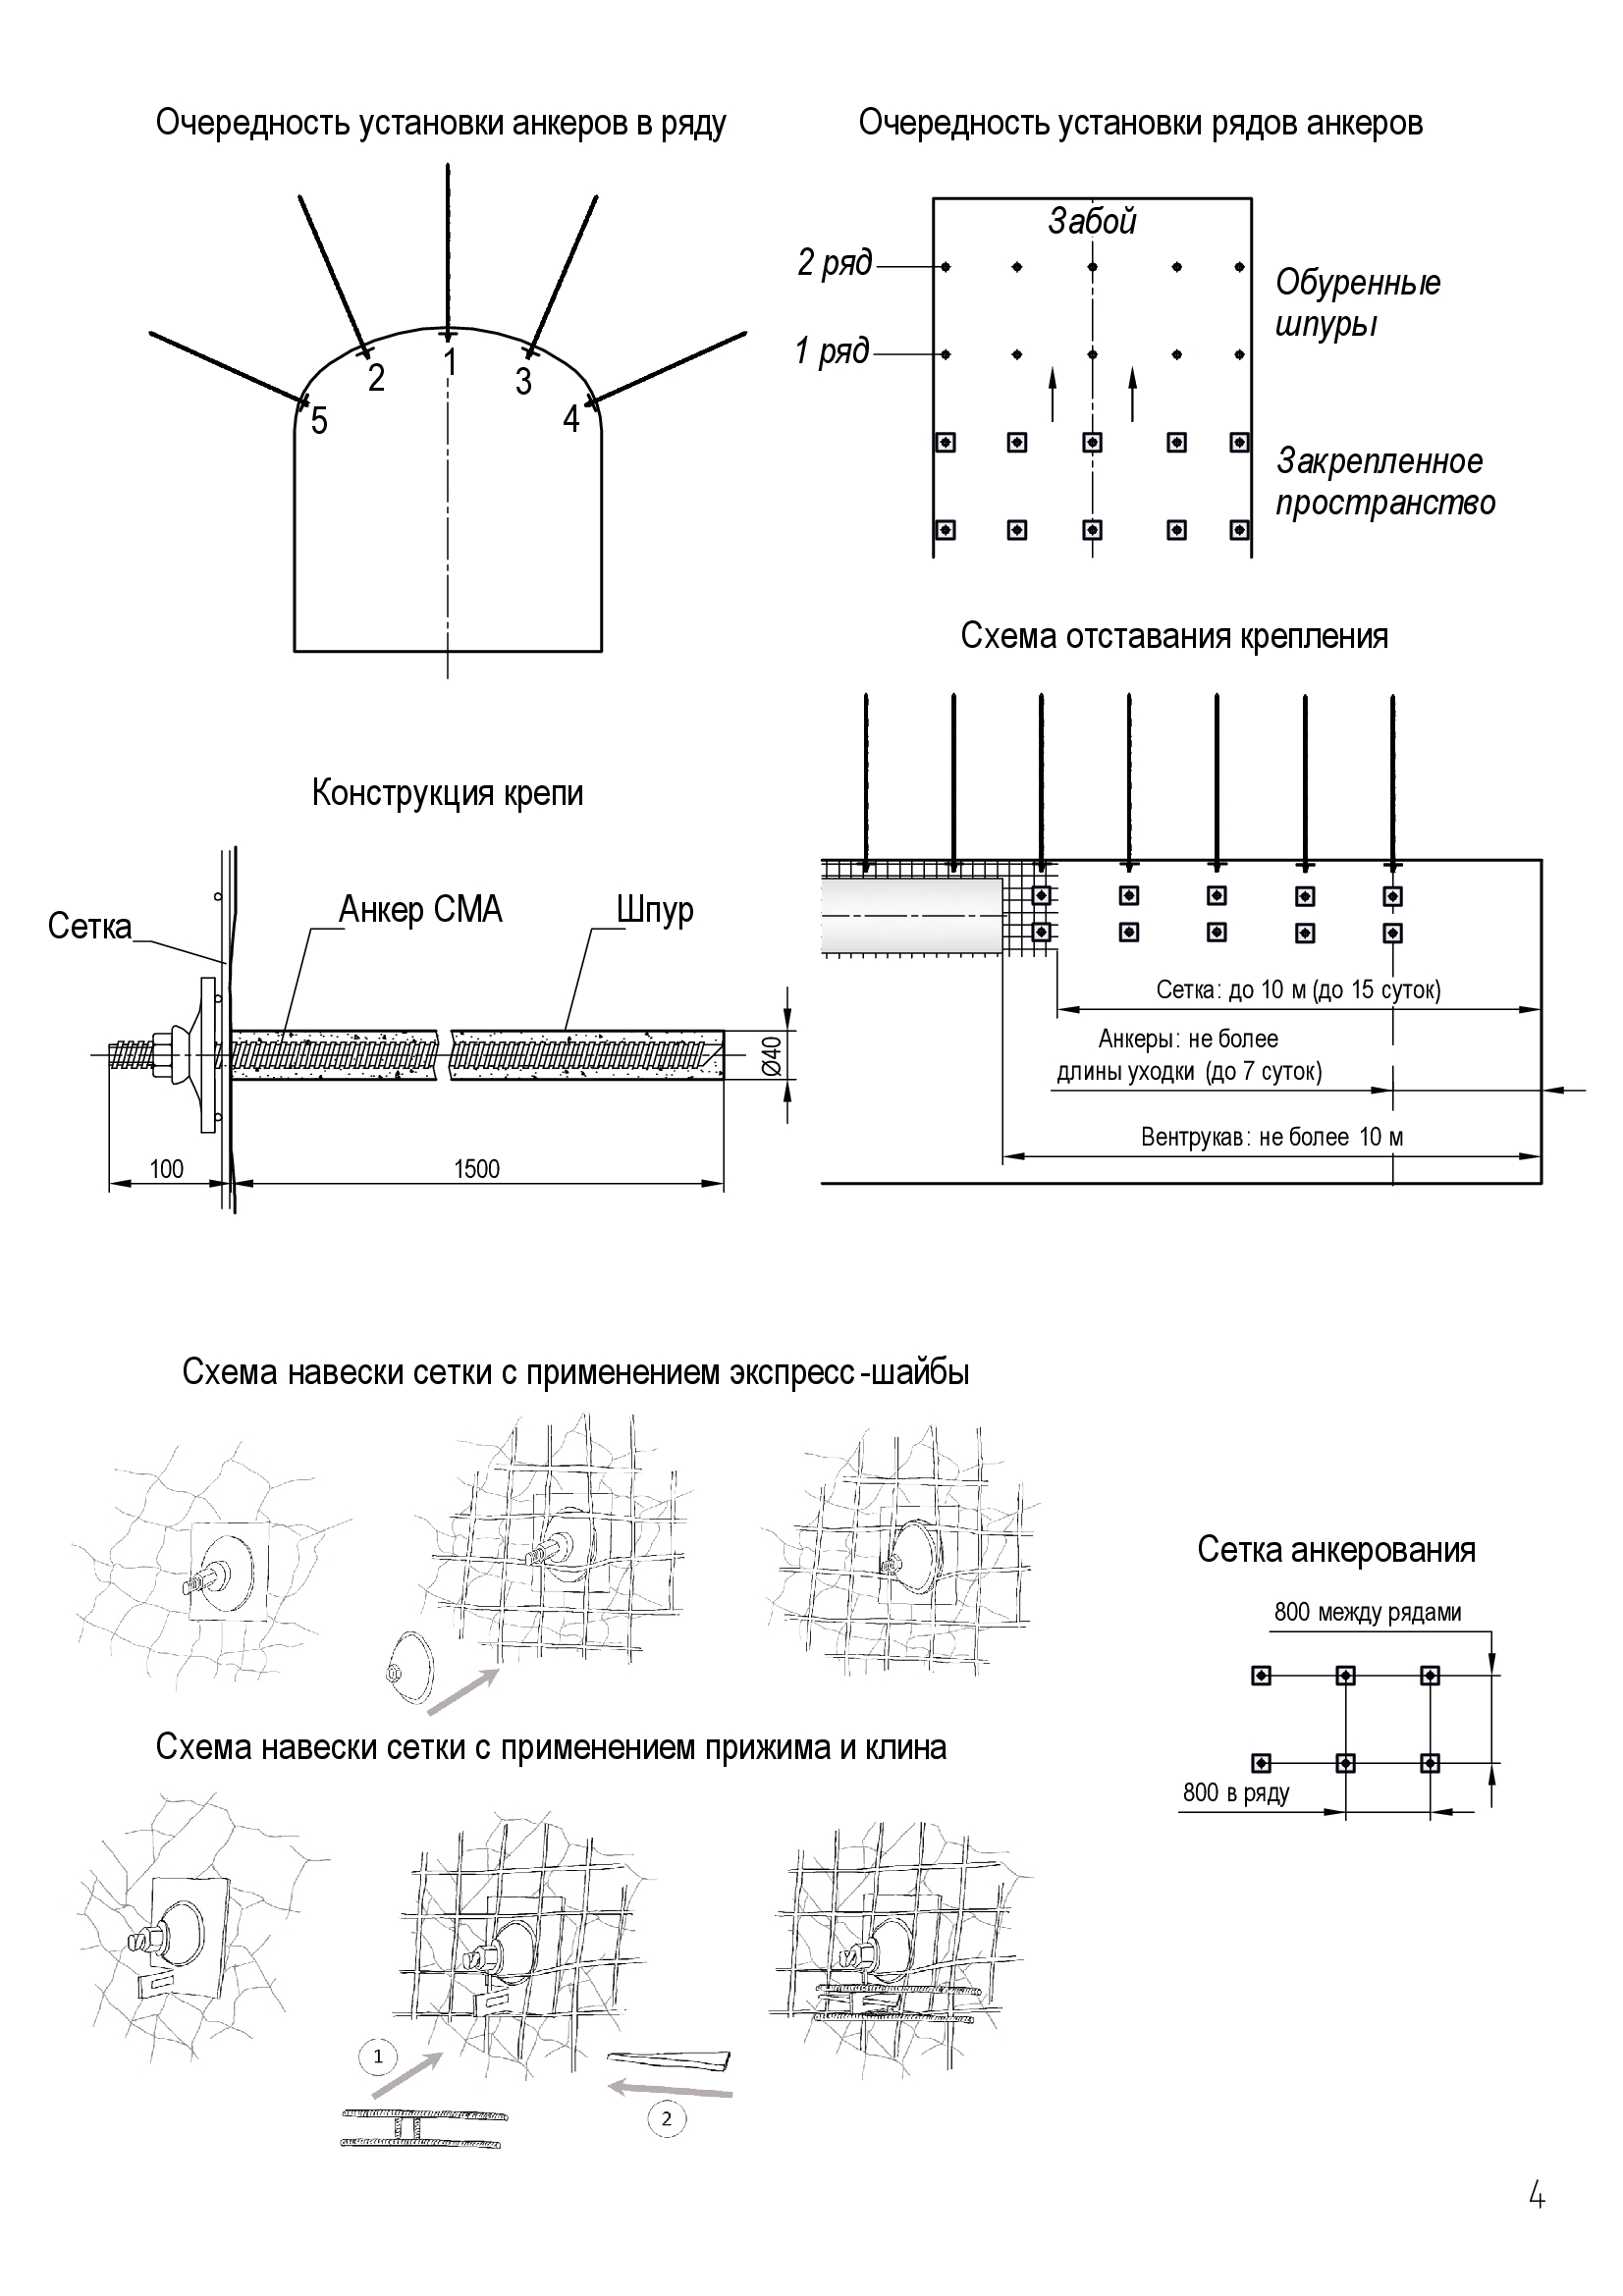 Очередность установки анкеров в ряду
1
2
3
4
5
Очередность установки рядов анкеров
Забой
2 ряд
1 ряд
Обуренные
шпуры
Закрепленное
пространство
Конструкция крепи
Сетка
Анкер СМА
Шпур
Ø40
100
1500
Схема отставания крепления
Сетка: до 10 м (до 15 суток)
Анкеры: не более
длины уходки (до 7 суток)
Вентрукав: не более 10 м
Схема навески сетки с применением экспресс-шайбы
Сетка анкерования
800 между рядами
800 в ряду
Схема навески сетки с применением прижима и клина
1
2
4